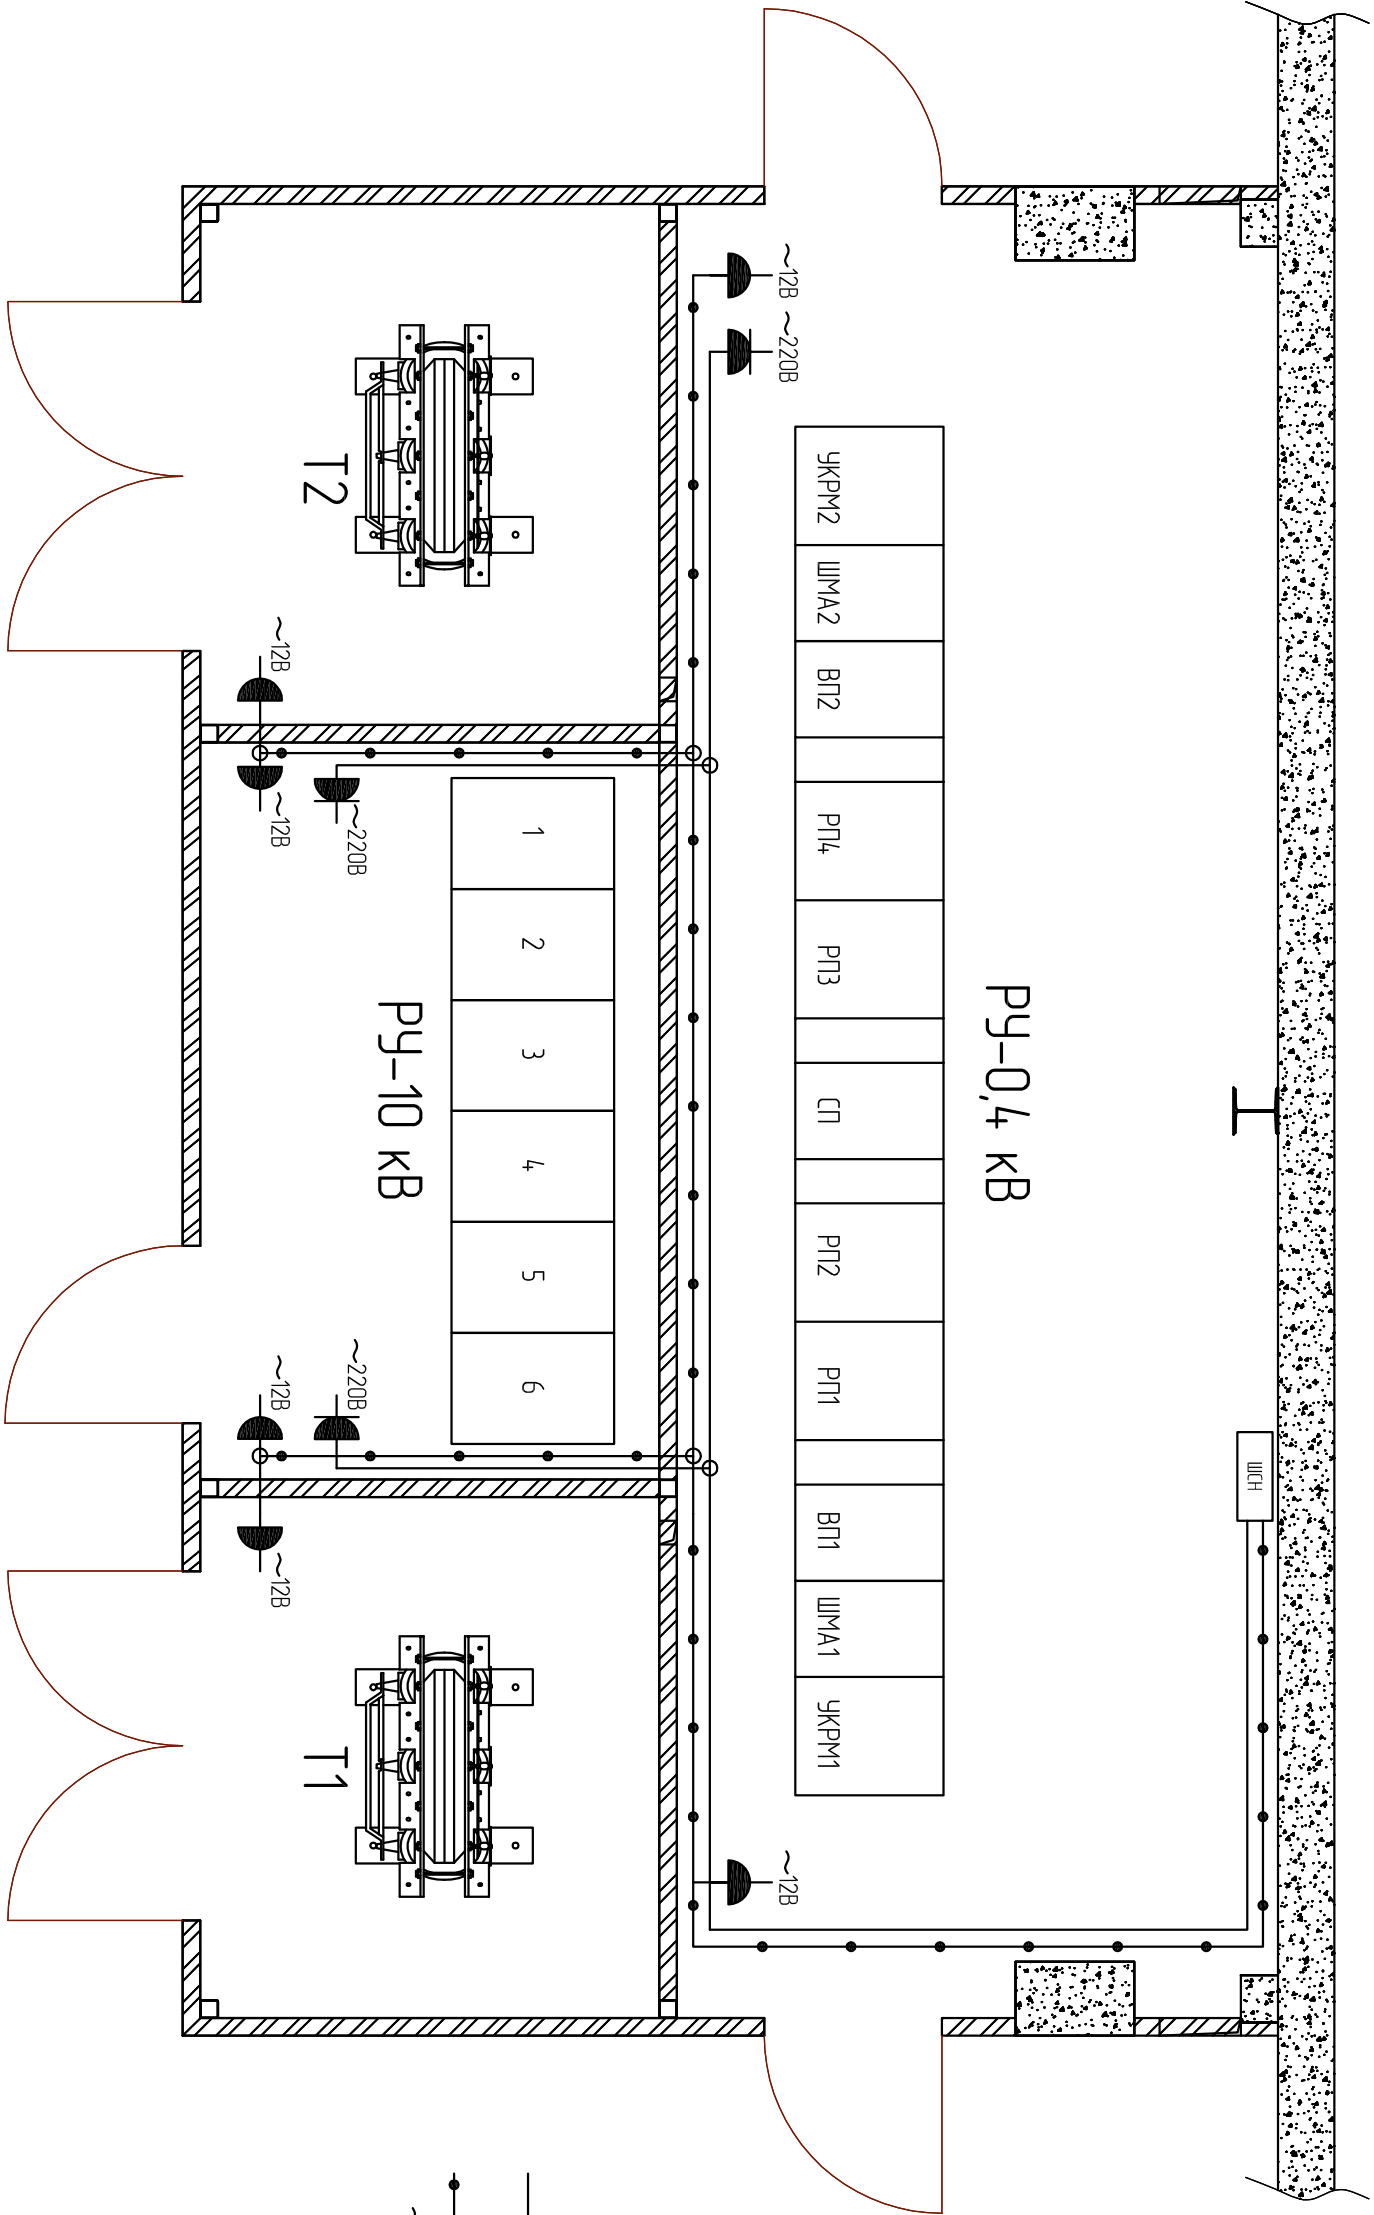 РУ-0,4 кВ
ШСН
УКРМ2
ШМА2
ВП2
РП4
РП3
СП
РП2
РП1
ВП1
ШМА1
УКРМ1
~12В
~220В
~12В
1
2
3
4
5
6
РУ-10 кВ
~220В
~220В
Т2
Т1
~12В
~12В
~12В
~12В